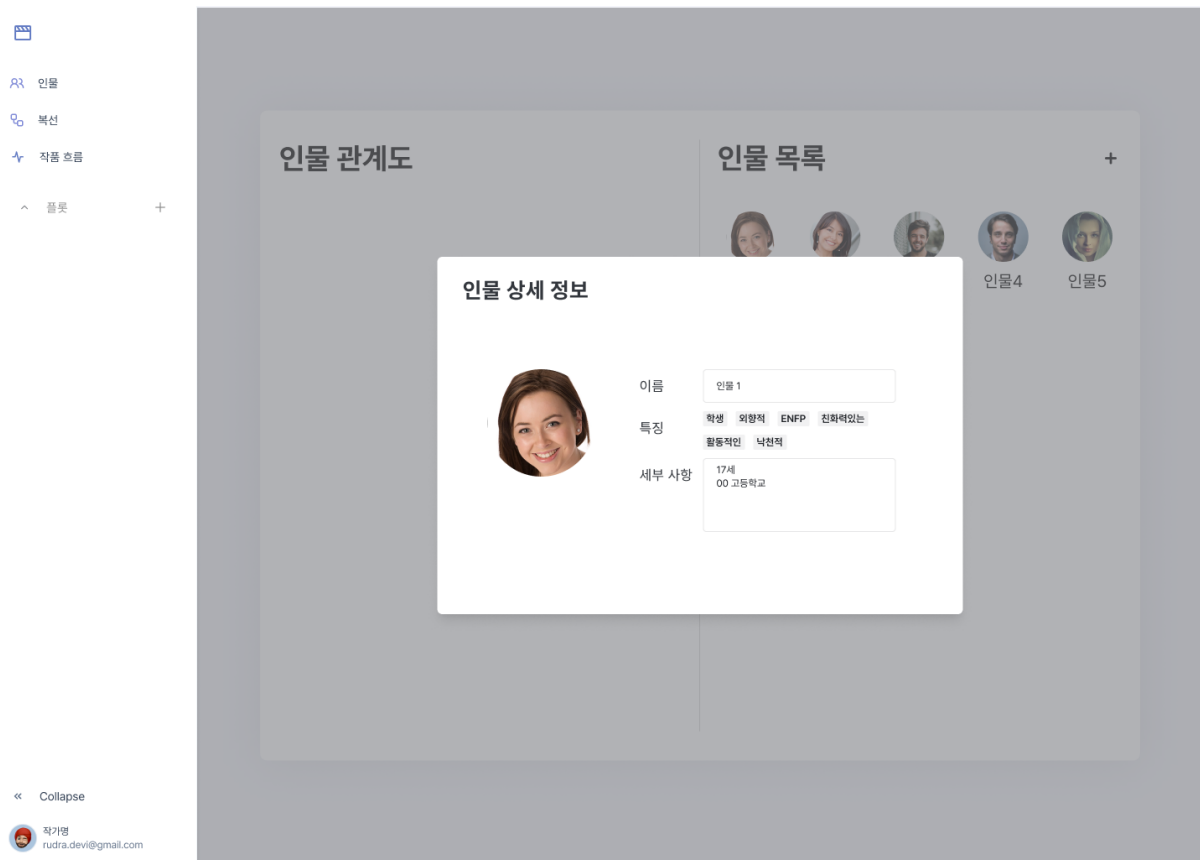 인물
복선
작품 흐름
플롯
Collapse
작가명
rudra.devi@gmail.com
인물 관계도
인물 목록
+
인물4
인물5
인물 상세 정보
이름
인물 1
특징
학생 외향적 ENFP 친화력있는
활동적인 낙천적
세부 사항
17세
00 고등학교